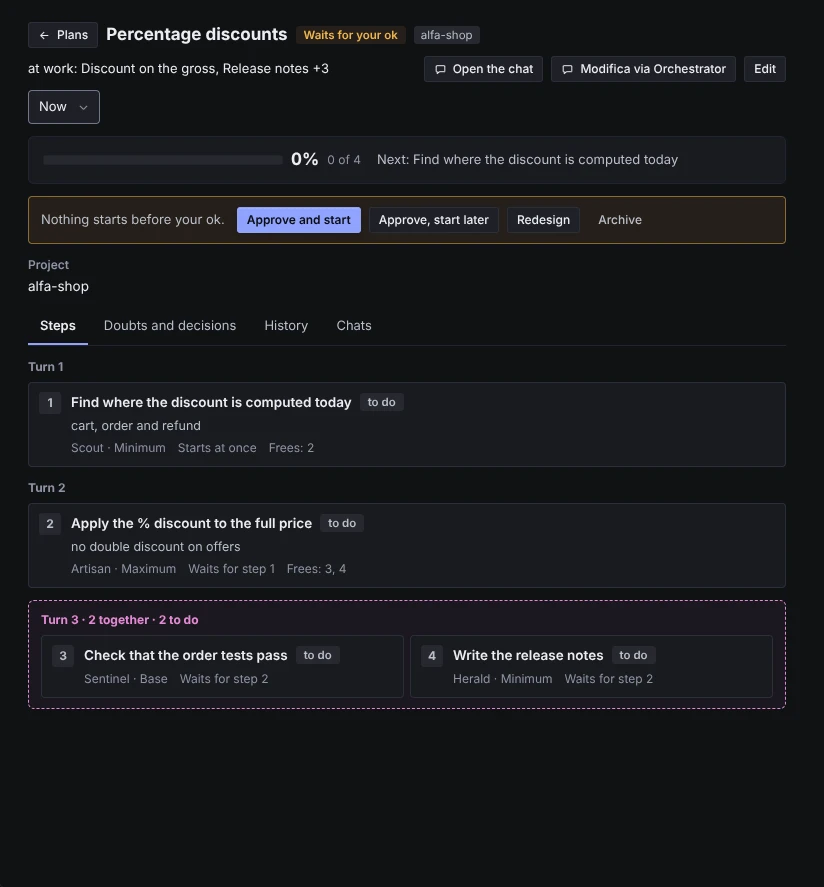 ← Plans Percentage discounts Waits for your ok alfa-shop
at work: Discount on the gross, Release notes +3 Open the chat Modifica via Orchestrator Edit
Now
0% 0 of 4 Next: Find where the discount is computed today
Nothing starts before your ok. Approve and start Approve, start later Redesign Archive
Project
alfa-shop
Steps Doubts and decisions History Chats
Turn 1
1 Find where the discount is computed today to do
cart, order and refund
Scout · Minimum Starts at once Frees: 2
Turn 2
2 Apply the % discount to the full price to do
no double discount on offers
Artisan · Maximum Waits for step 1 Frees: 3, 4
Turn 3 · 2 together · 2 to do
3 Check that the order tests pass to do
Sentinel · Base Waits for step 2
4 Write the release notes to do
Herald · Minimum Waits for step 2